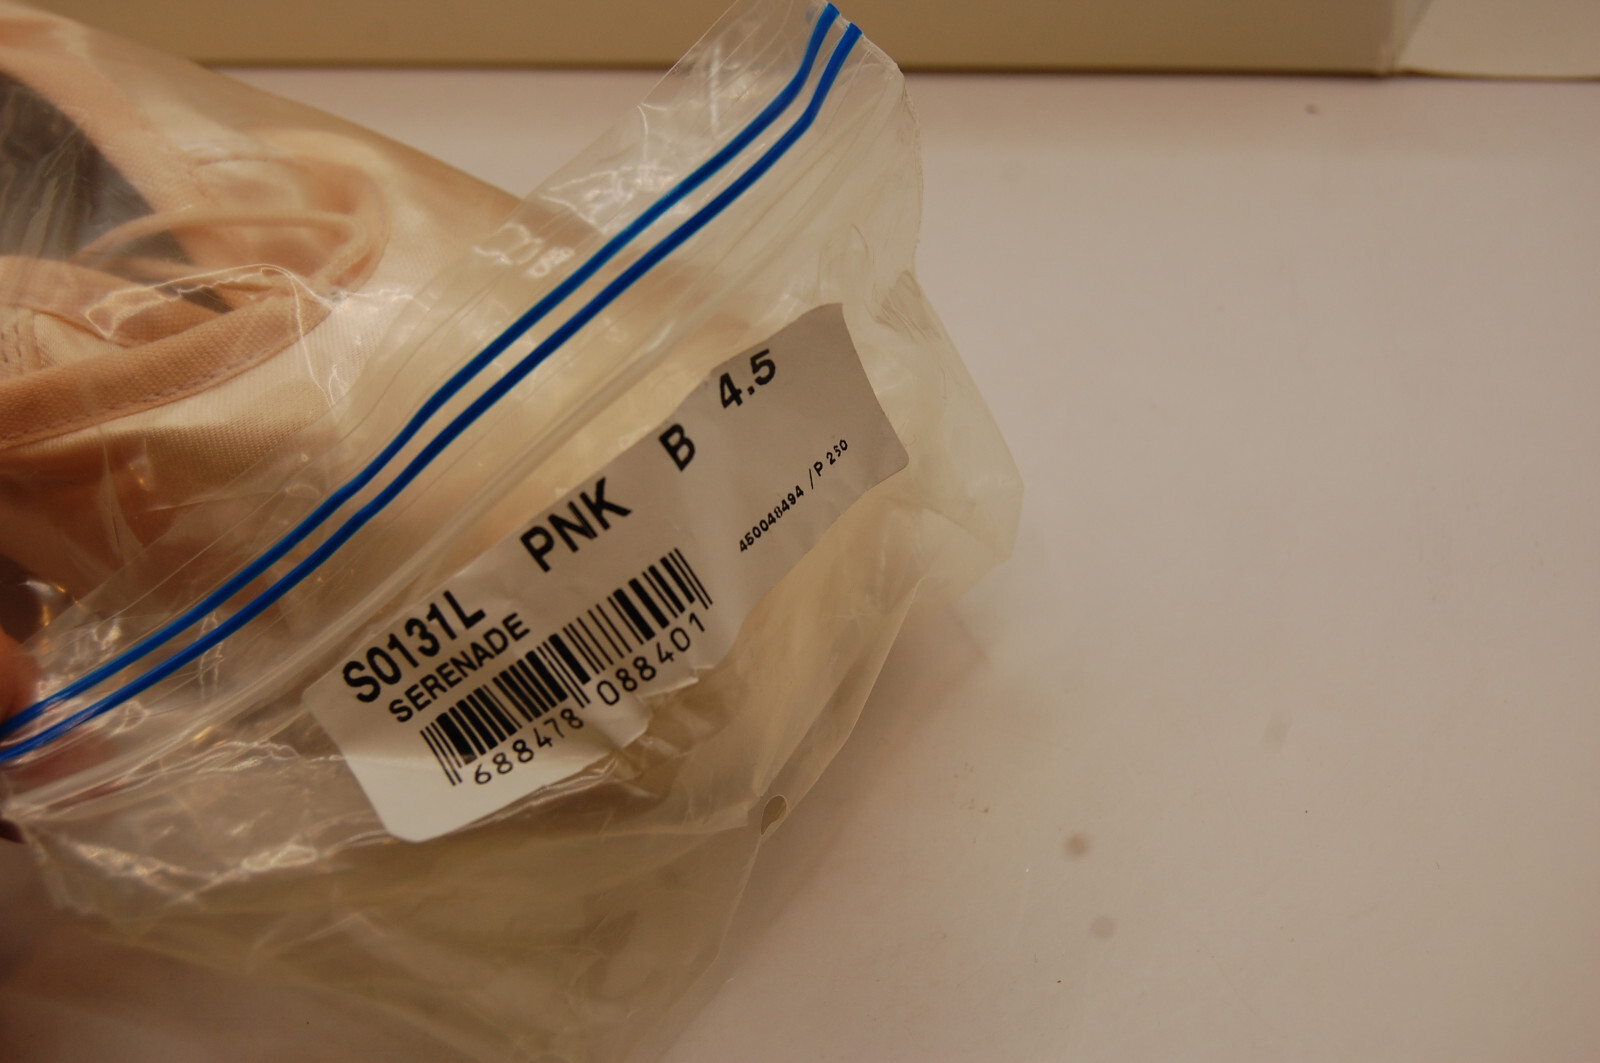 S0131L PNK B 4.5
SERENADE
450048494 /P 250
688478 088401